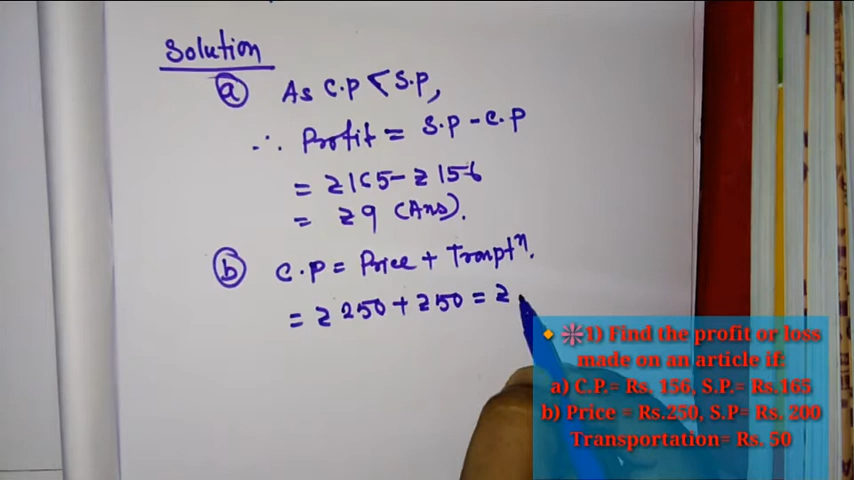 Solution
(a) As C.P < S.P,
∴ Profit = S.P - C.P
= ₹165 - ₹156
= ₹9 (Ans).
(b) C.P = Price + Tranptⁿ.
= ₹250 + ₹50 = ₹
1) Find the profit or loss
made on an article if:
a) C.P.= Rs. 156, S.P.= Rs.165
b) Price = Rs.250, S.P= Rs. 200
Transportation= Rs. 50